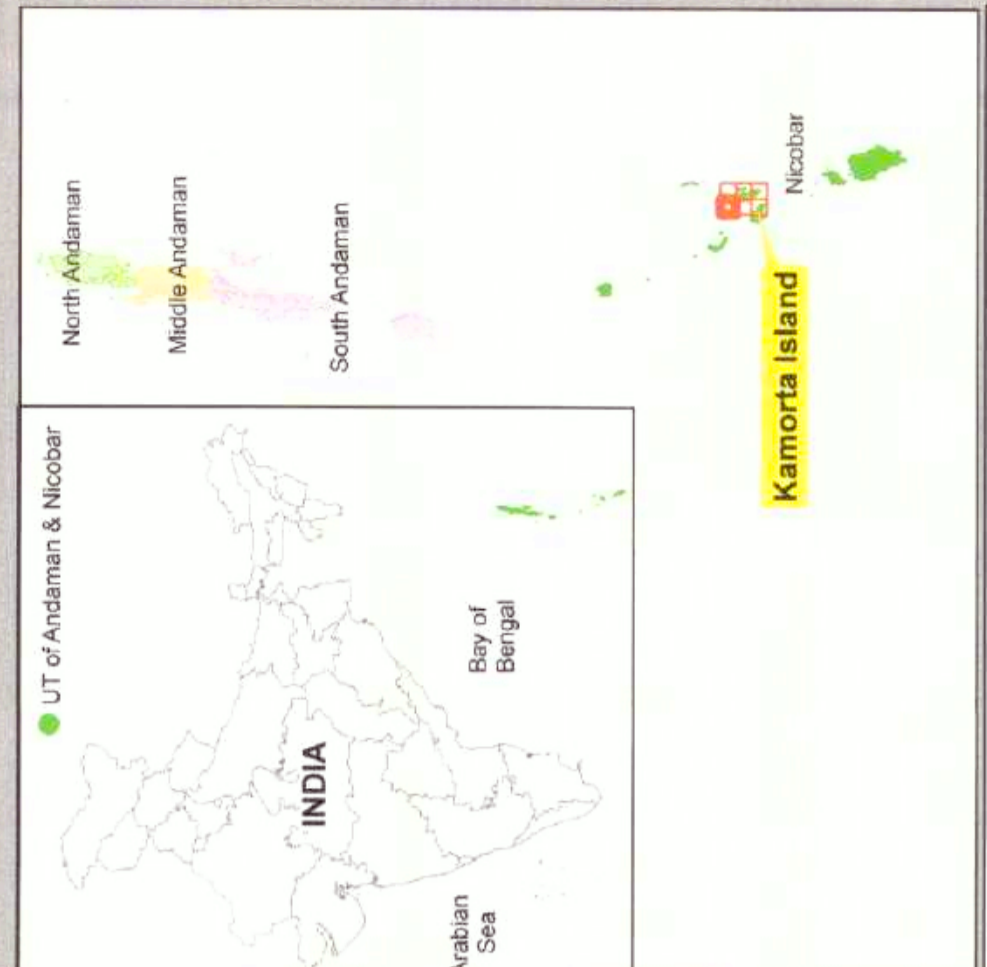 UT of Andaman & Nicobar
INDIA
Arabian
Sea
Bay of
Bengal
North Andaman
Middle Andaman
South Andaman
Nicobar
Kamorta Island